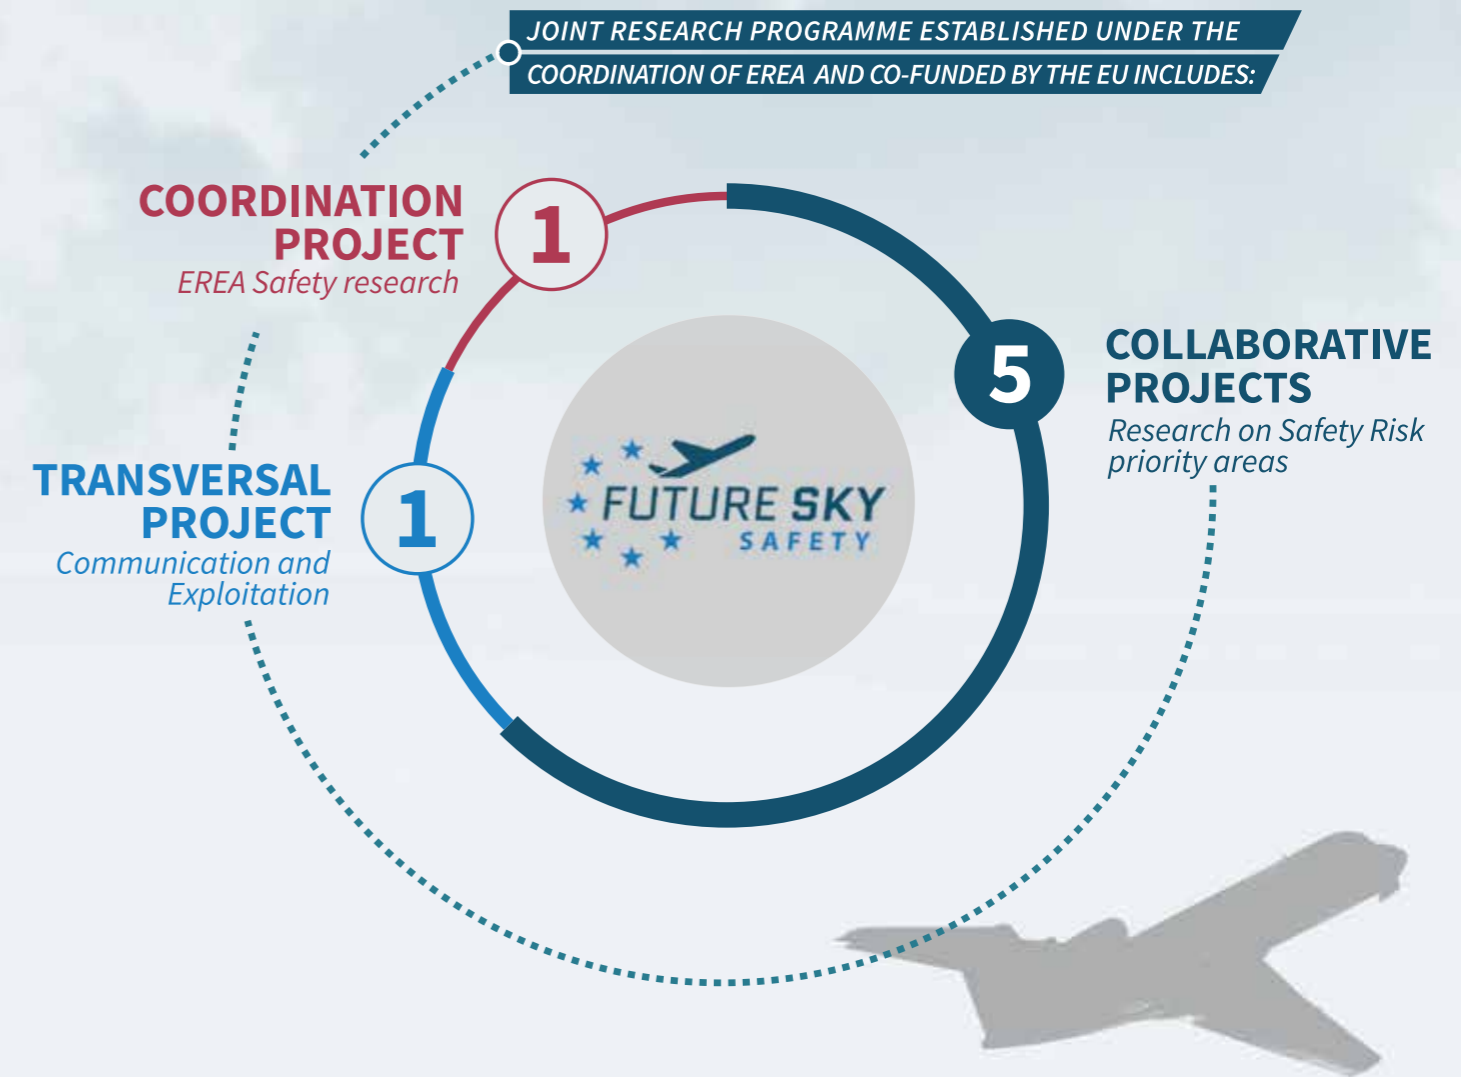 JOINT RESEARCH PROGRAMME ESTABLISHED UNDER THE
COORDINATION OF EREA AND CO-FUNDED BY THE EU INCLUDES:
COORDINATION
PROJECT
EREA Safety research
1
5
COLLABORATIVE
PROJECTS
Research on Safety Risk
priority areas
TRANSVERSAL
PROJECT
Communication and
Exploitation
1
FUTURE SKY
SAFETY